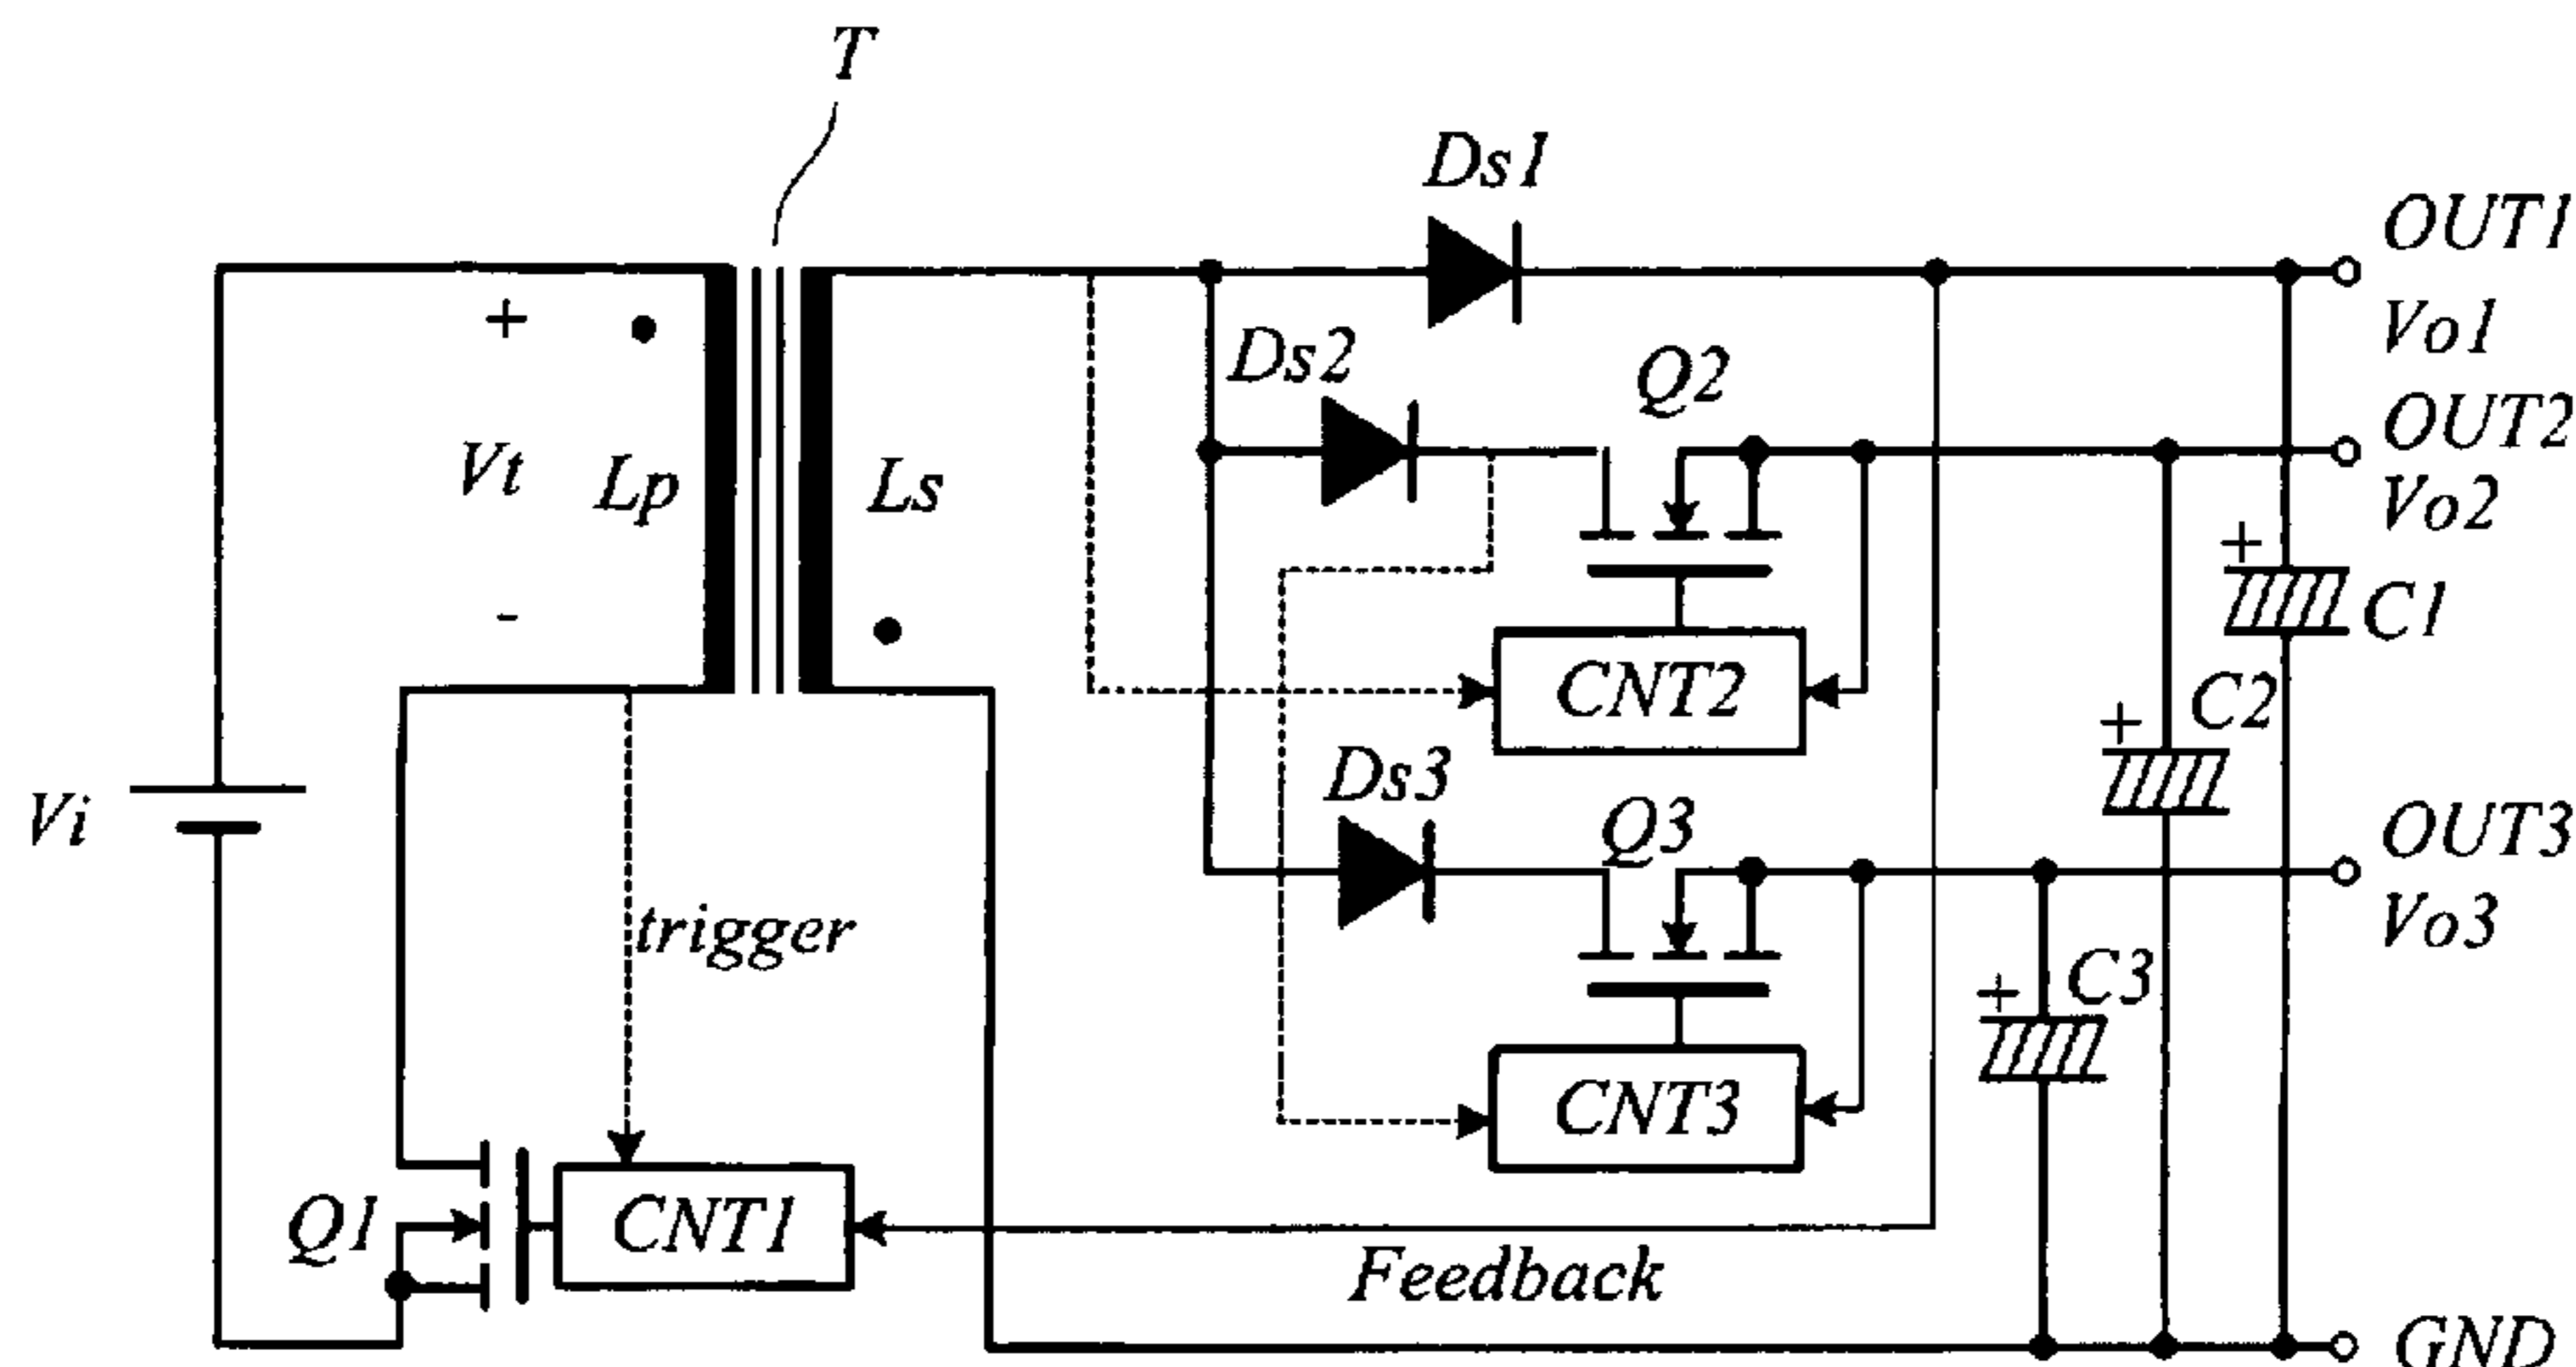 T
Ds1
OUT1
Vo1
+
Vt
-
Lp
Ls
Ds2
Q2
OUT2
Vo2
+
C1
CNT2
+
C2
Vi
Ds3
Q3
OUT3
Vo3
trigger
+
C3
CNT3
Q1
CNT1
Feedback
GND